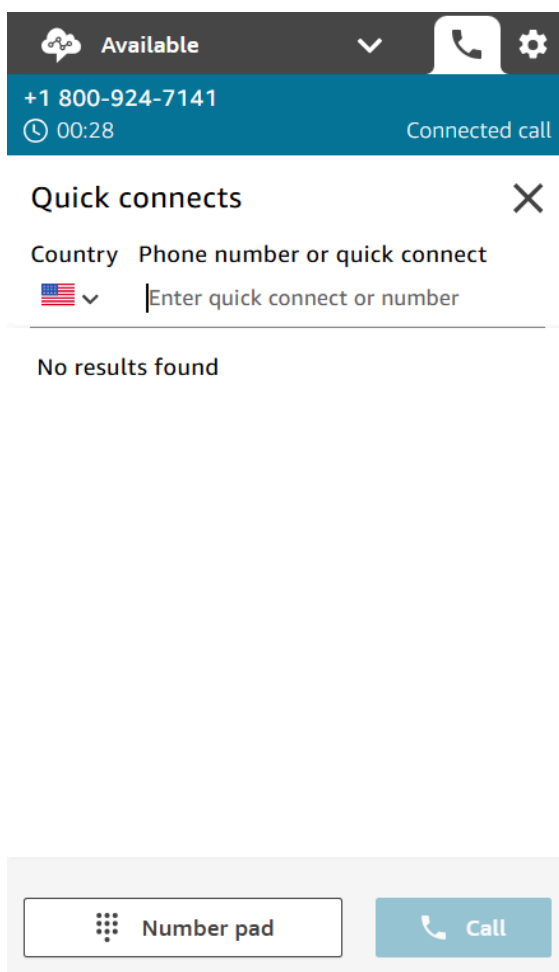 Available
+1 800-924-7141
00:28 Connected call
Quick connects
Country Phone number or quick connect
Enter quick connect or number
No results found
Number pad Call